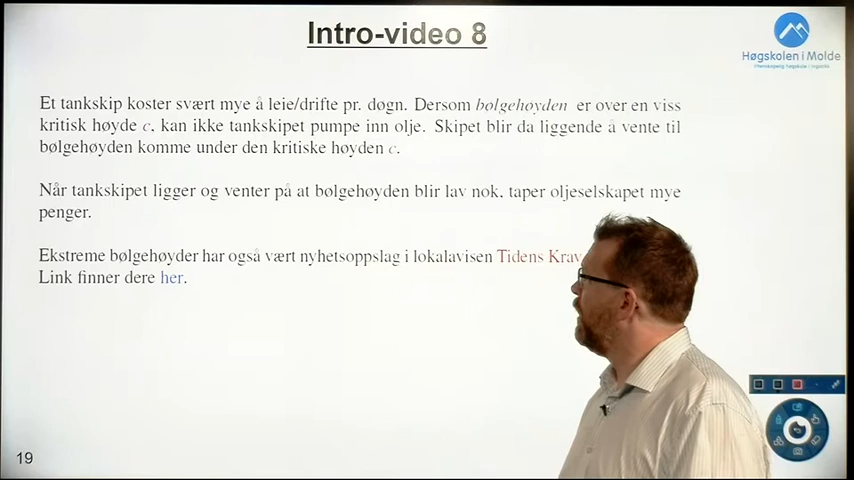 Intro-video 8
Høgskolen i Molde
Et tankskip koster svært mye å leie/drifte pr. døgn. Dersom bølgehøyden er over en viss
kritisk høyde c, kan ikke tankskipet pumpe inn olje. Skipet blir da liggende å vente til
bølgehøyden komme under den kritiske høyden c.
Når tankskipet ligger og venter på at bølgehøyden blir lav nok, taper oljeselskapet mye
penger.
Ekstreme bølgehøyder har også vært nyhetsoppslag i lokalavisen Tidens Krav
Link finner dere her.
19